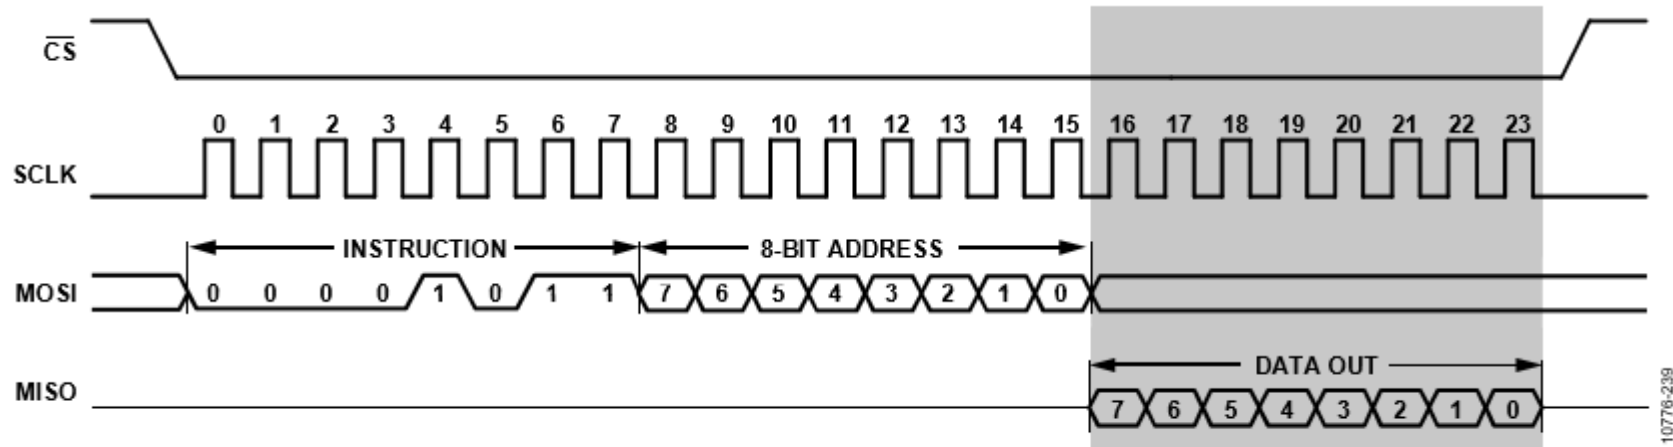 CS
0 1 2 3 4 5 6 7 8 9 10 11 12 13 14 15 16 17 18 19 20 21 22 23
SCLK
INSTRUCTION 8-BIT ADDRESS
MOSI 0 0 0 0 1 0 1 1 7 6 5 4 3 2 1 0
DATA OUT
MISO 7 6 5 4 3 2 1 0
10776-239